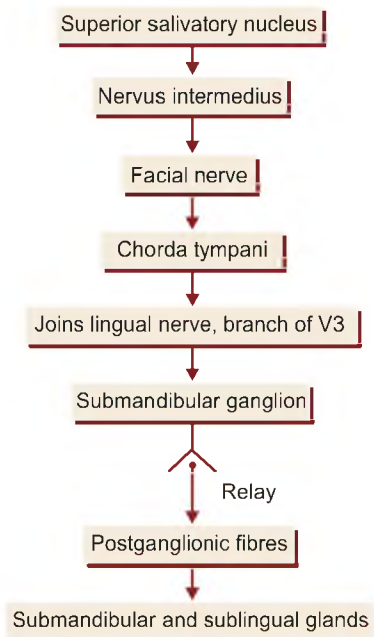 Superior salivatory nucleus
Nervus intermedius
Facial nerve
Chorda tympani
Joins lingual nerve, branch of V3
Submandibular ganglion
Relay
Postganglionic fibres
Submandibular and sublingual glands